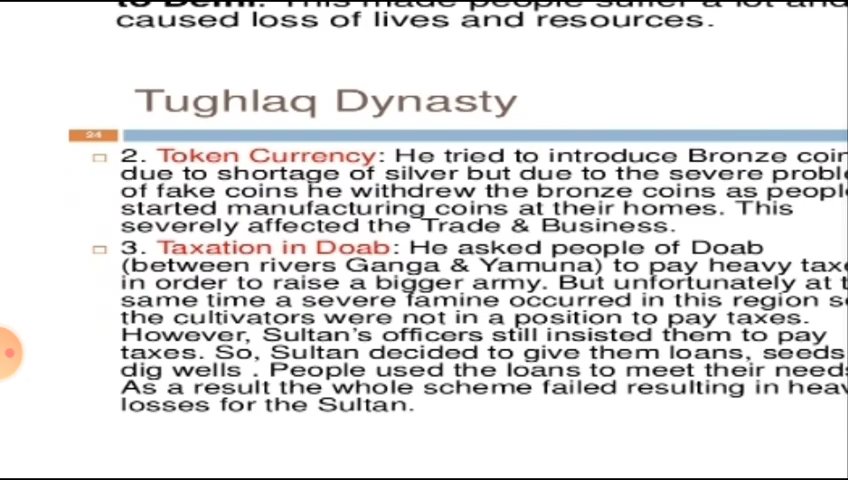 caused loss of lives and resources.
Tughlaq Dynasty
24
2. Token Currency: He tried to introduce Bronze
due to shortage of silver but due to the severe
of fake coins he withdrew the bronze coins as
started manufacturing coins at their homes. This
severely affected the Trade & Business.
3. Taxation in Doab: He asked people of Doab
(between rivers Ganga & Yamuna) to pay heavy
in order to raise a bigger army. But unfortunately at
same time a severe famine occurred in this region
the cultivators were not in a position to pay taxes.
However, Sultan's officers still insisted them to pay
taxes. So, Sultan decided to give them loans, seeds
dig wells . People used the loans to meet their
As a result the whole scheme failed resulting in
losses for the Sultan.